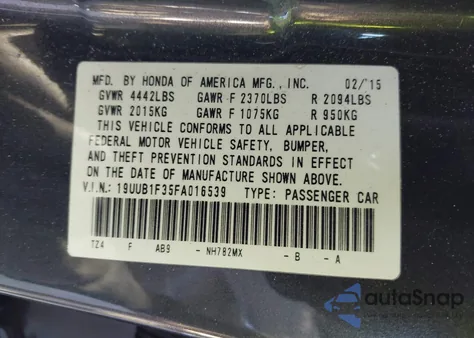 MFD. BY HONDA OF AMERICA MFG., INC. 02/'15
GVWR 4442LBS GAWR F 2370LBS R 2094LBS
GVWR 2015KG GAWR F 1075KG R 950KG
THIS VEHICLE CONFORMS TO ALL APPLICABLE
FEDERAL MOTOR VEHICLE SAFETY, BUMPER,
AND THEFT PREVENTION STANDARDS IN EFFECT
ON THE DATE OF MANUFACTURE SHOWN ABOVE.
V.I.N.: 19UUB1F35FA016539 TYPE: PASSENGER CAR
T24 F AB9 - NH782MX - B - A
autaSnap